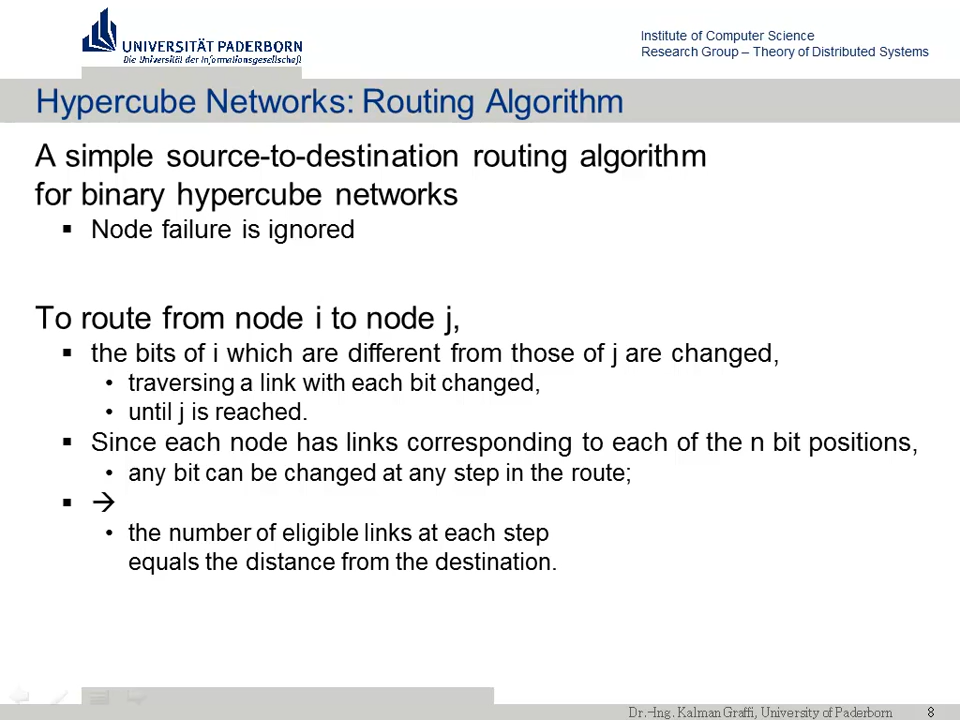 UNIVERSITÄT PADERBORN
Die Universität der Informationsgesellschaft
Institute of Computer Science
Research Group – Theory of Distributed Systems
Hypercube Networks: Routing Algorithm
A simple source-to-destination routing algorithm
for binary hypercube networks
▪ Node failure is ignored
To route from node i to node j,
▪ the bits of i which are different from those of j are changed,
• traversing a link with each bit changed,
• until j is reached.
▪ Since each node has links corresponding to each of the n bit positions,
• any bit can be changed at any step in the route;
▪ →
• the number of eligible links at each step
equals the distance from the destination.
Dr.-Ing. Kalman Graffi, University of Paderborn 8